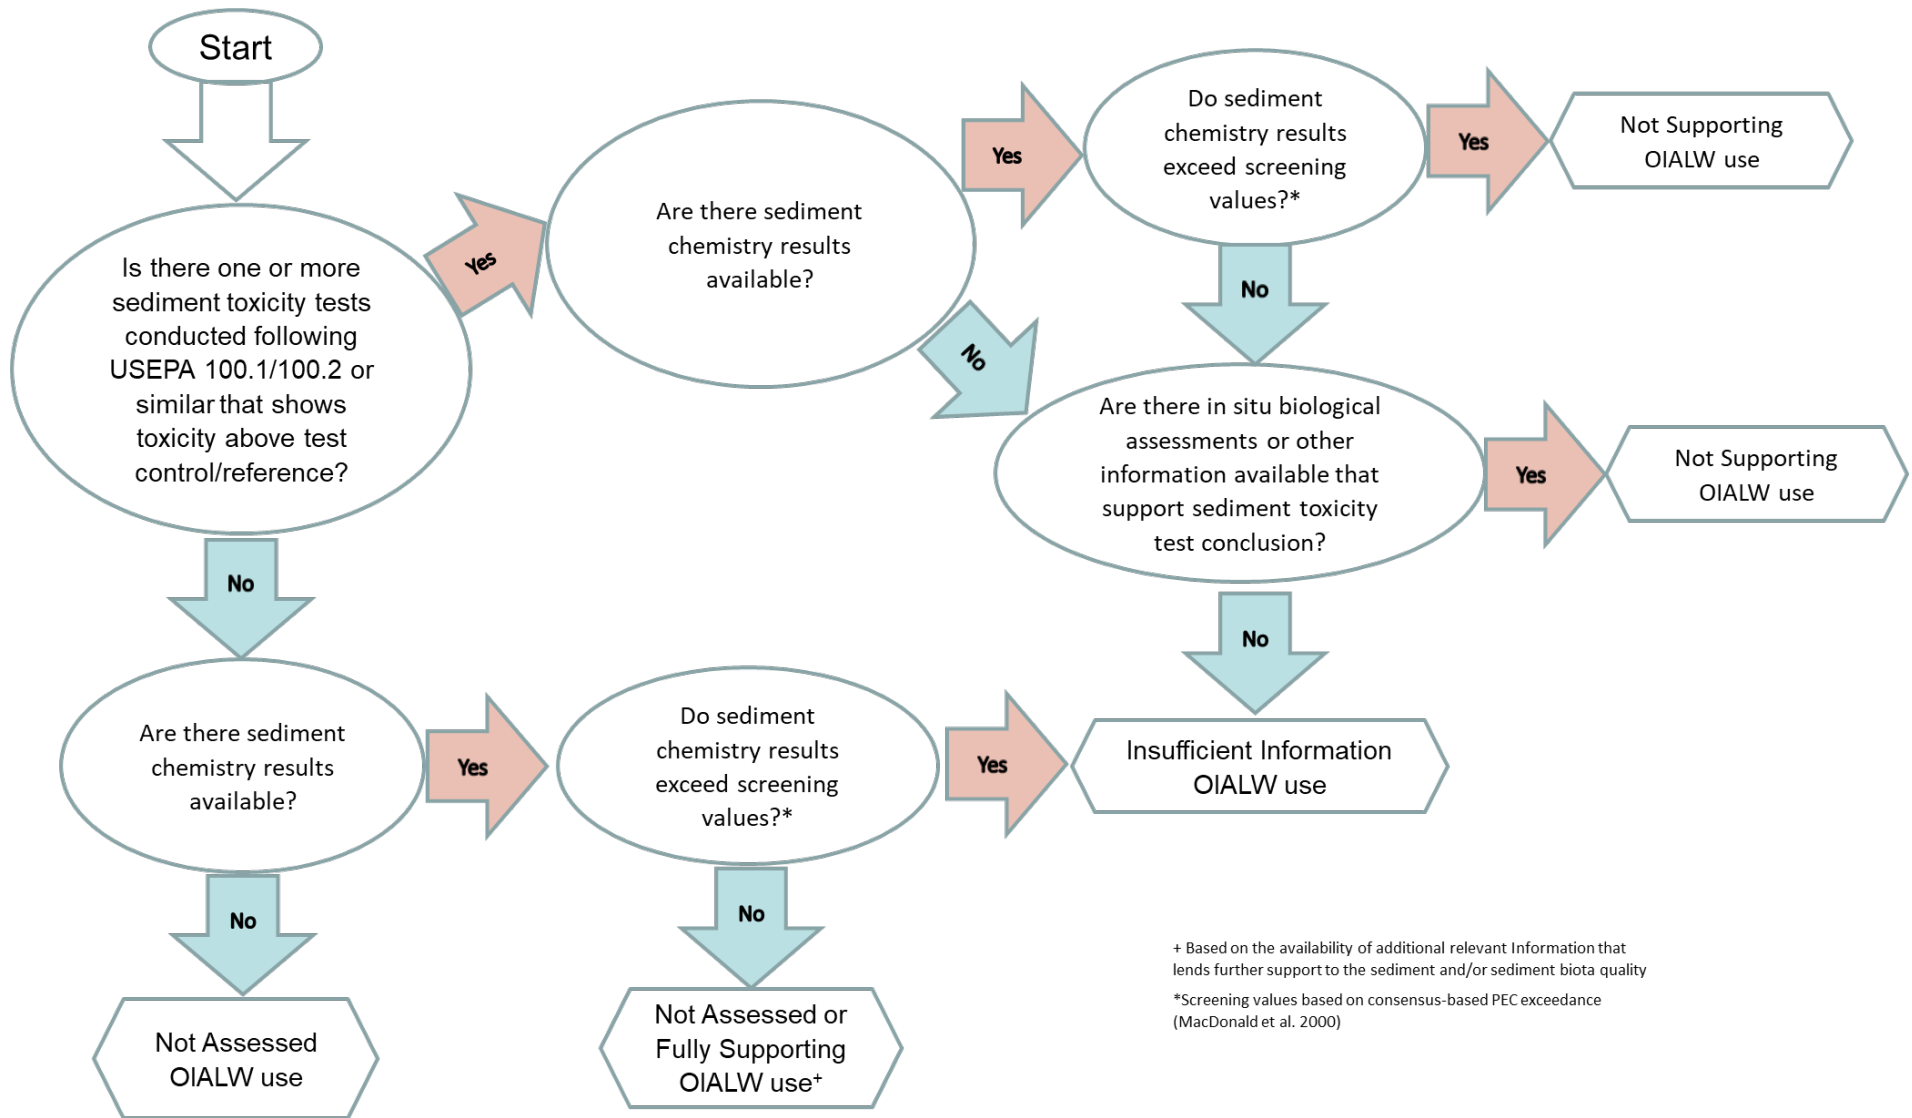 Start
Is there one or more
sediment toxicity tests
conducted following
USEPA 100.1/100.2 or
similar that shows
toxicity above test
control/reference?
Yes
Are there sediment
chemistry results
available?
Yes
Do sediment
chemistry results
exceed screening
values?*
Yes
Not Supporting
OIALW use
No
No
Are there in situ biological
assessments or other
information available that
support sediment toxicity
test conclusion?
Yes
Not Supporting
OIALW use
No
No
Are there sediment
chemistry results
available?
Yes
Do sediment
chemistry results
exceed screening
values?*
Yes
Insufficient Information
OIALW use
No
No
Not Assessed
OIALW use
Not Assessed or
Fully Supporting
OIALW use+
+ Based on the availability of additional relevant Information that
lends further support to the sediment and/or sediment biota quality
*Screening values based on consensus-based PEC exceedance
(MacDonald et al. 2000)